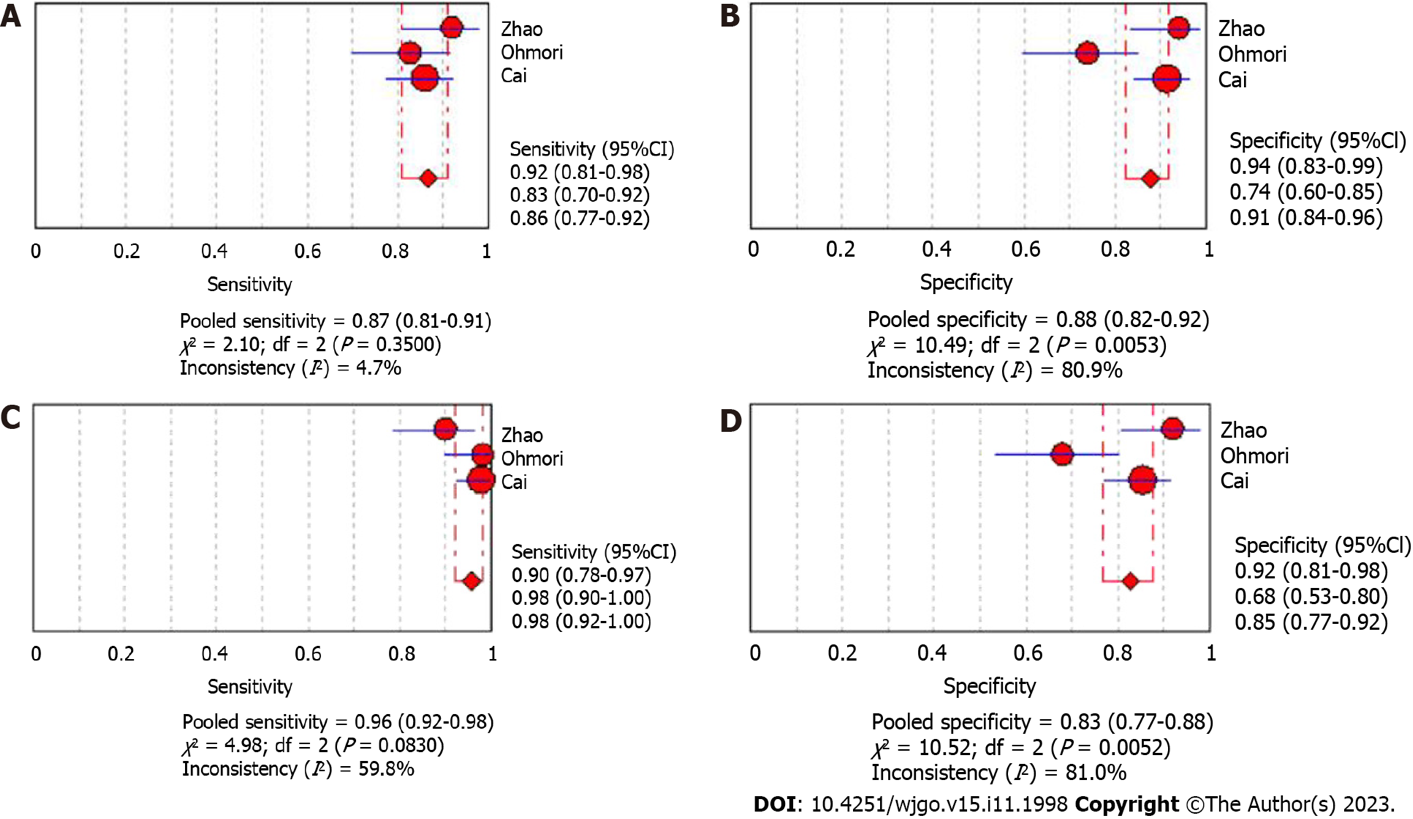 A
Zhao
Ohmori
Cai
Sensitivity (95%CI)
0.92 (0.81-0.98)
0.83 (0.70-0.92)
0.86 (0.77-0.92)
0 0.2 0.4 0.6 0.8 1
Sensitivity
Pooled sensitivity = 0.87 (0.81-0.91)
χ² = 2.10; df = 2 (P = 0.3500)
Inconsistency (I²) = 4.7%
B
Zhao
Ohmori
Cai
Specificity (95%CI)
0.94 (0.83-0.99)
0.74 (0.60-0.85)
0.91 (0.84-0.96)
0 0.2 0.4 0.6 0.8 1
Specificity
Pooled specificity = 0.88 (0.82-0.92)
χ² = 10.49; df = 2 (P = 0.0053)
Inconsistency (I²) = 80.9%
C
Zhao
Ohmori
Cai
Sensitivity (95%CI)
0.90 (0.78-0.97)
0.98 (0.90-1.00)
0.98 (0.92-1.00)
0 0.2 0.4 0.6 0.8 1
Sensitivity
Pooled sensitivity = 0.96 (0.92-0.98)
χ² = 4.98; df = 2 (P = 0.0830)
Inconsistency (I²) = 59.8%
D
Zhao
Ohmori
Cai
Specificity (95%CI)
0.92 (0.81-0.98)
0.68 (0.53-0.80)
0.85 (0.77-0.92)
0 0.2 0.4 0.6 0.8 1
Specificity
Pooled specificity = 0.83 (0.77-0.88)
χ² = 10.52; df = 2 (P = 0.0052)
Inconsistency (I²) = 81.0%
DOI: 10.4251/wjgo.v15.i11.1998 Copyright ©The Author(s) 2023.